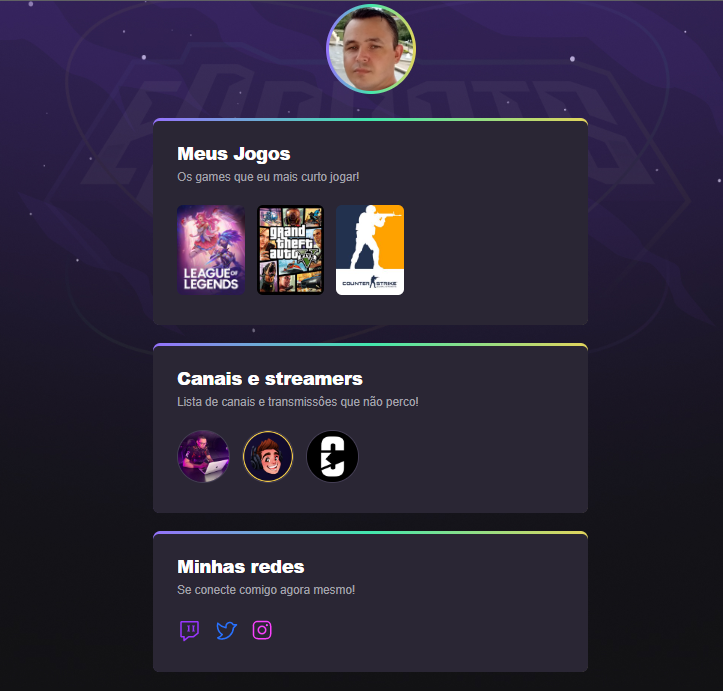 ESPORTS
Meus Jogos
Os games que eu mais curto jogar!
LEAGUE OF
LEGENDS
grand
theft
auto
V
COUNTER STRIKE
Canais e streamers
Lista de canais e transmissões que não perco!
Minhas redes
Se conecte comigo agora mesmo!